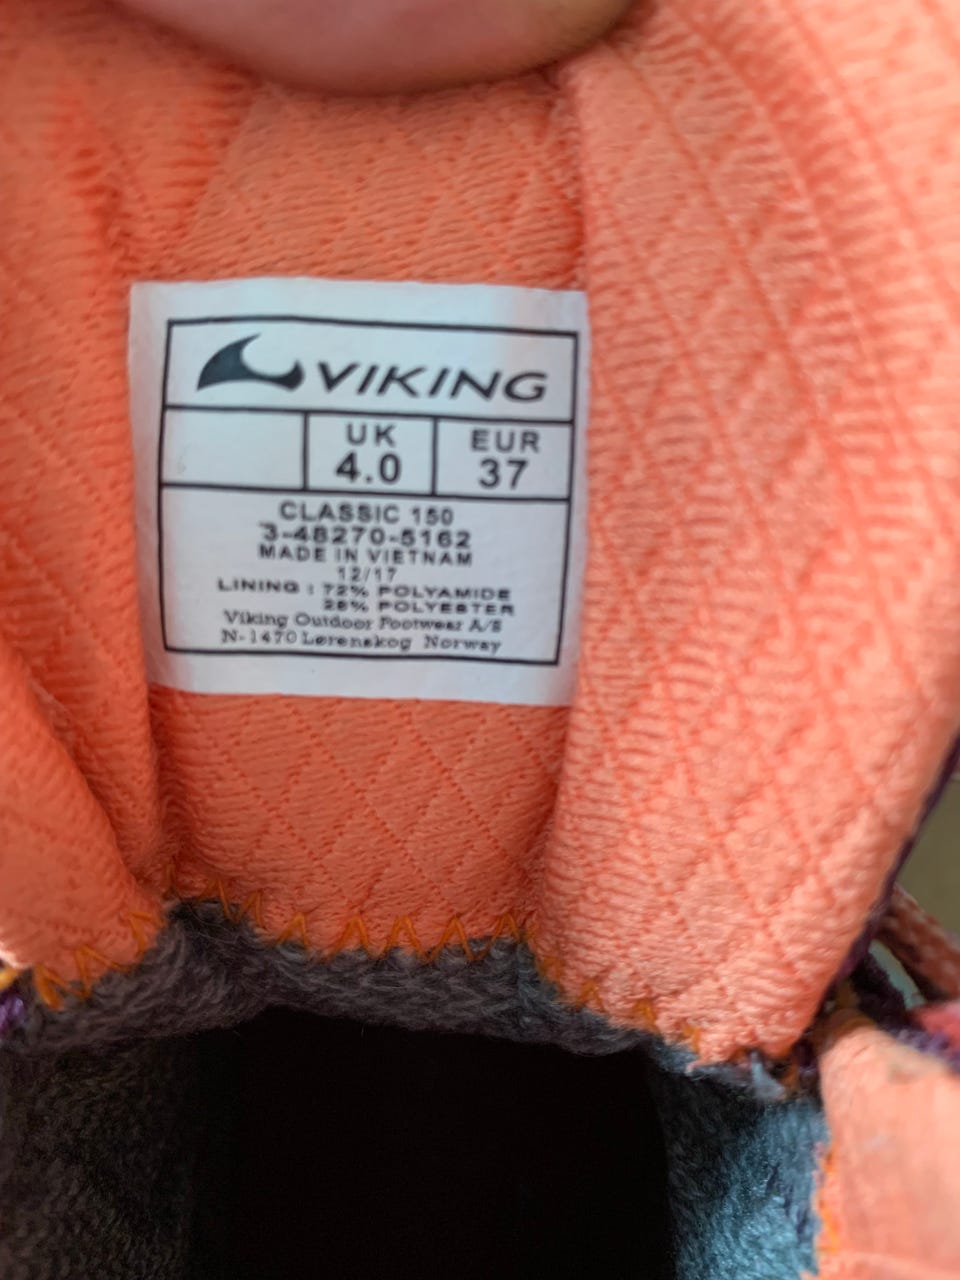 VIKING
UK
4.0
EUR
37
CLASSIC 150
3-48270-5162
MADE IN VIETNAM
12/17
LINING : 72% POLYAMIDE
28% POLYESTER
Viking Outdoor Footwear A/S
N-1470 Lørenskog Norway